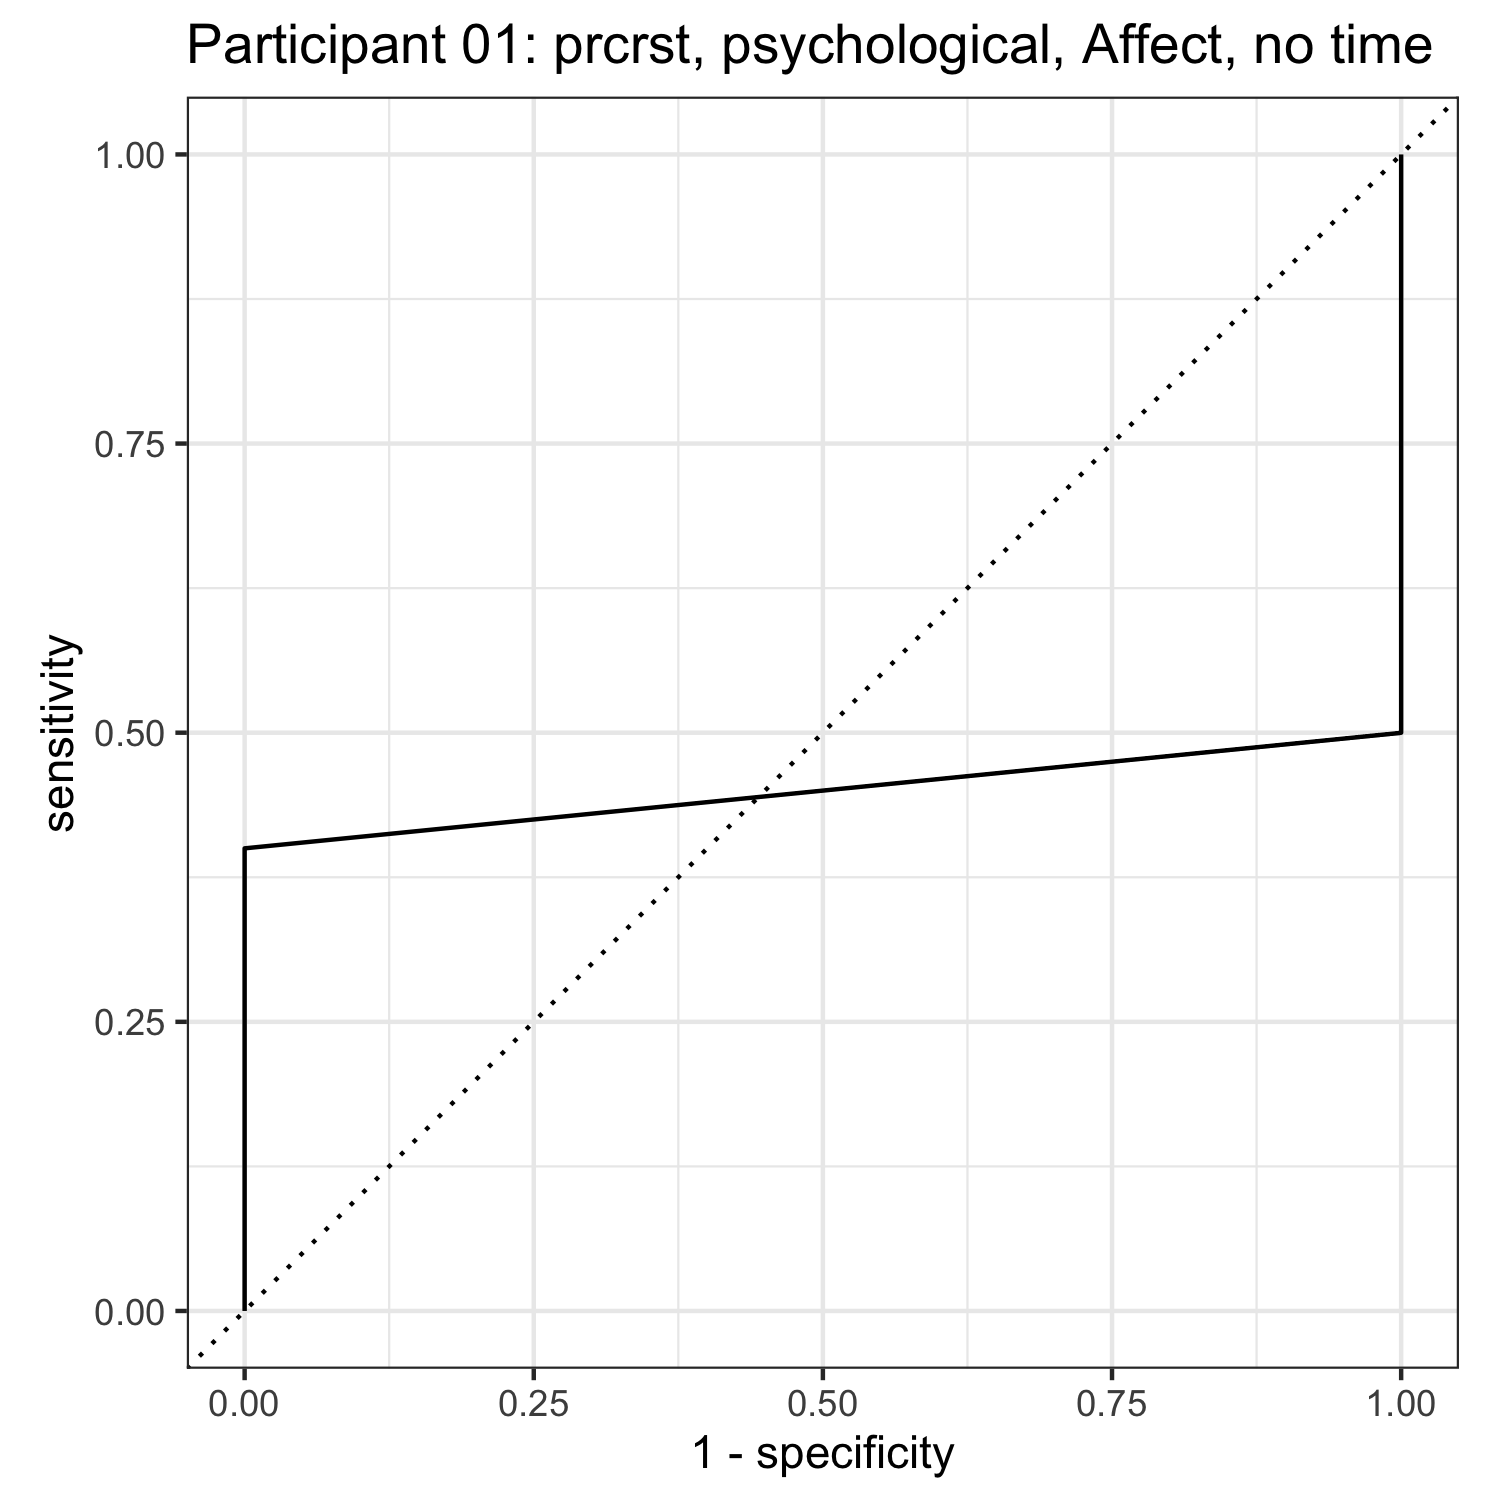 Participant 01: prcrst, psychological, Affect, no time
1.00
0.75
0.50
0.25
0.00
sensitivity
0.00 0.25 0.50 0.75 1.00
1 - specificity